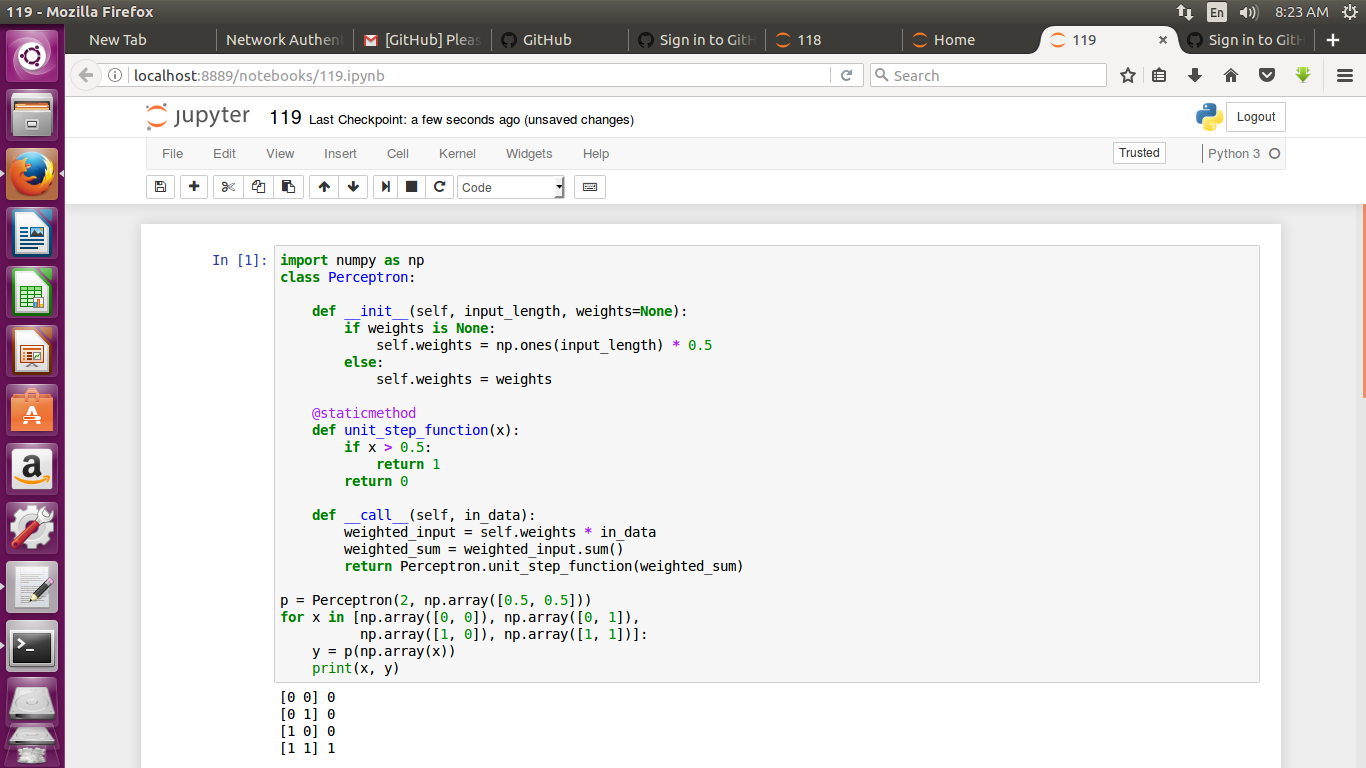 119 - Mozilla Firefox
En
8:23 AM
New Tab
Network Authen
[GitHub] Pleas
GitHub
Sign in to GitH
118
Home
119
Sign in to GitH
localhost:8889/notebooks/119.ipynb
Search
jupyter
119 Last Checkpoint: a few seconds ago (unsaved changes)
Logout
File Edit View Insert Cell Kernel Widgets Help
Trusted
Python 3
Code
In [1]:
import numpy as np
class Perceptron:
    def __init__(self, input_length, weights=None):
        if weights is None:
            self.weights = np.ones(input_length) * 0.5
        else:
            self.weights = weights
    @staticmethod
    def unit_step_function(x):
        if x > 0.5:
            return 1
        return 0
    def __call__(self, in_data):
        weighted_input = self.weights * in_data
        weighted_sum = weighted_input.sum()
        return Perceptron.unit_step_function(weighted_sum)
p = Perceptron(2, np.array([0.5, 0.5]))
for x in [np.array([0, 0]), np.array([0, 1]),
          np.array([1, 0]), np.array([1, 1])]:
    y = p(np.array(x))
    print(x, y)
[0 0] 0
[0 1] 0
[1 0] 0
[1 1] 1